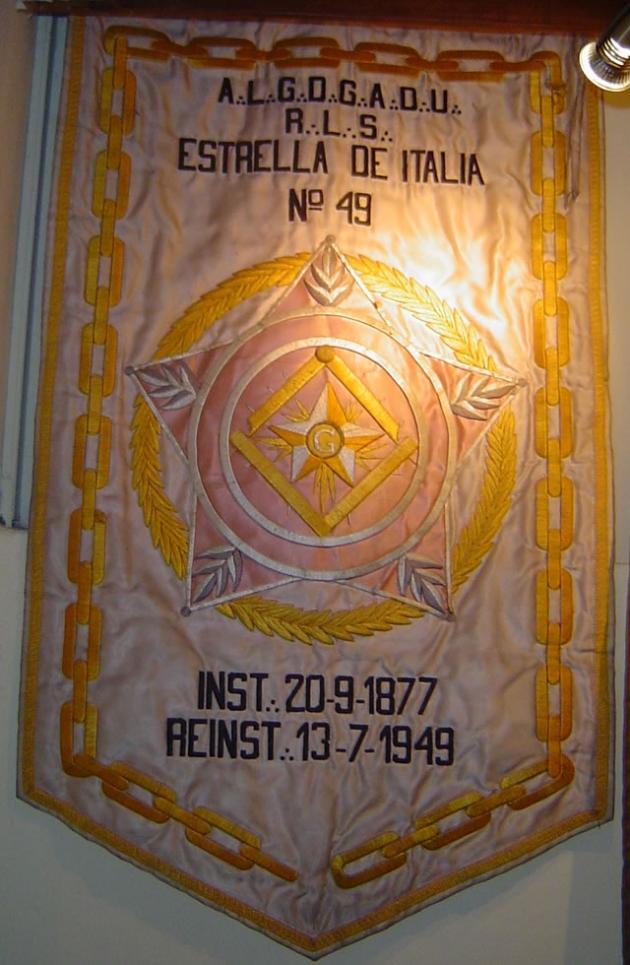 A∴L∴G∴D∴G∴A∴D∴U∴
R∴L∴S∴
ESTRELLA DE ITALIA
Nº 49
G
INST∴ 20-9-1877
REINST∴ 13-7-1949